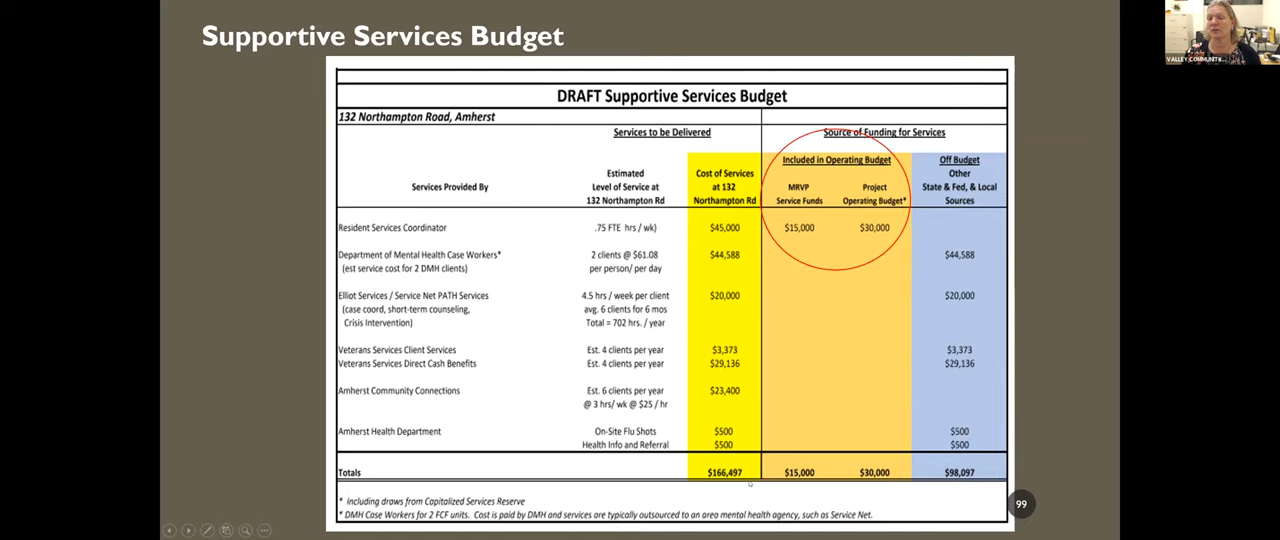 Supportive Services Budget
VALLEY COMMUNIT
DRAFT Supportive Services Budget
132 Northampton Road, Amherst
Services to be Delivered Source of Funding for Services
Included in Operating Budget Off Budget
Estimated Cost of Services Other
Services Provided By Level of Service at at 132 MRVP Project State & Fed, & Local
132 Northampton Rd Northampton Rd Service Funds Operating Budget* Sources
Resident Services Coordinator .75 FTE hrs / wk) $45,000 $15,000 $30,000
Department of Mental Health Case Workers* 2 clients @ $61.08 $44,588 $44,588
(est service cost for 2 DMH clients) per person/ per day
Elliot Services / Service Net PATH Services 4.5 hrs / week per client $20,000 $20,000
(case coord, short-term counseling, avg. 6 clients for 6 mos
Crisis Intervention) Total = 702 hrs. / year
Veterans Services Client Services Est. 4 clients per year $3,373 $3,373
Veterans Services Direct Cash Benefits Est. 4 clients per year $29,136 $29,136
Amherst Community Connections Est. 6 clients per year $23,400
@ 3 hrs/ wk @ $25 / hr
Amherst Health Department On-Site Flu Shots $500 $500
Health Info and Referral $500 $500
Totals $166,497 $15,000 $30,000 $98,097
* including draws from Capitalized Services Reserve
* DMH Case Workers for 2 FCF units. Cost is paid by DMH and services are typically outsourced to an area mental health agency, such as Service Net.
99